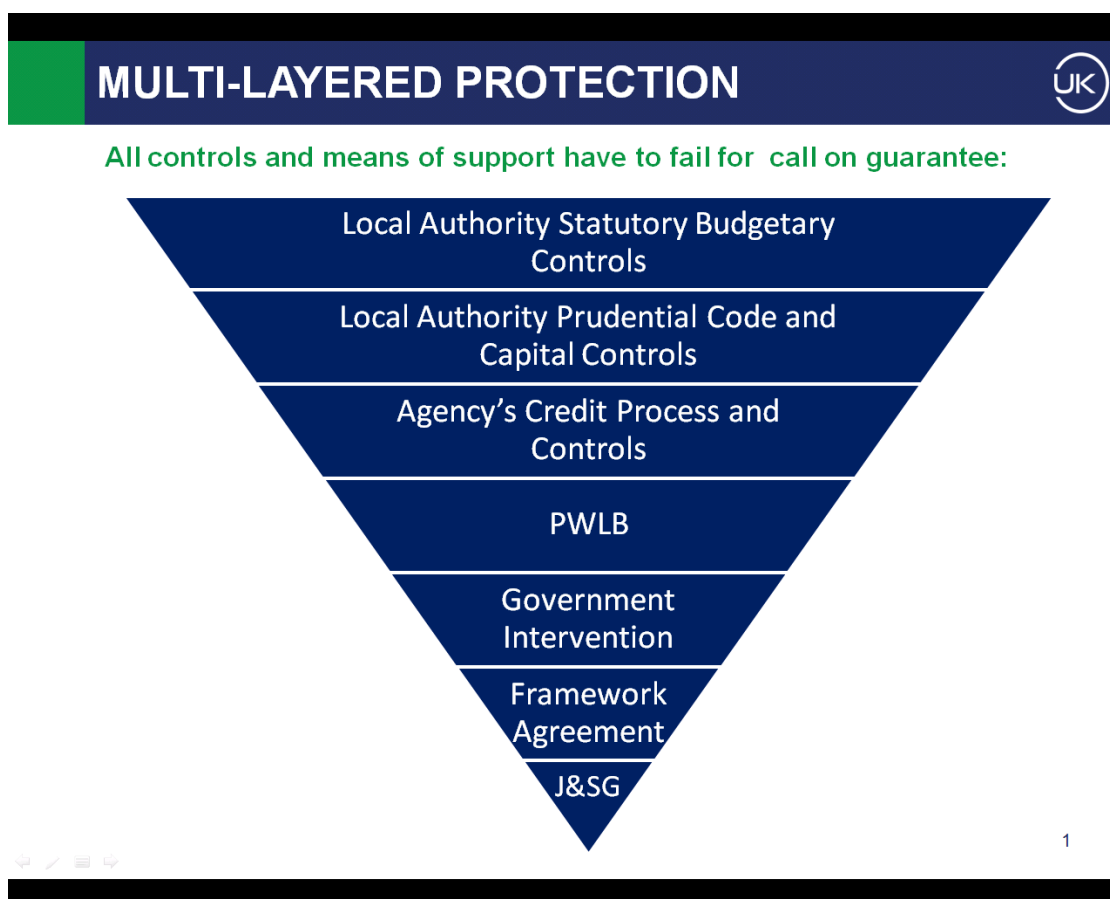 MULTI-LAYERED PROTECTION
UK
All controls and means of support have to fail for call on guarantee:
Local Authority Statutory Budgetary
Controls
Local Authority Prudential Code and
Capital Controls
Agency’s Credit Process and
Controls
PWLB
Government
Intervention
Framework
Agreement
J&SG
1